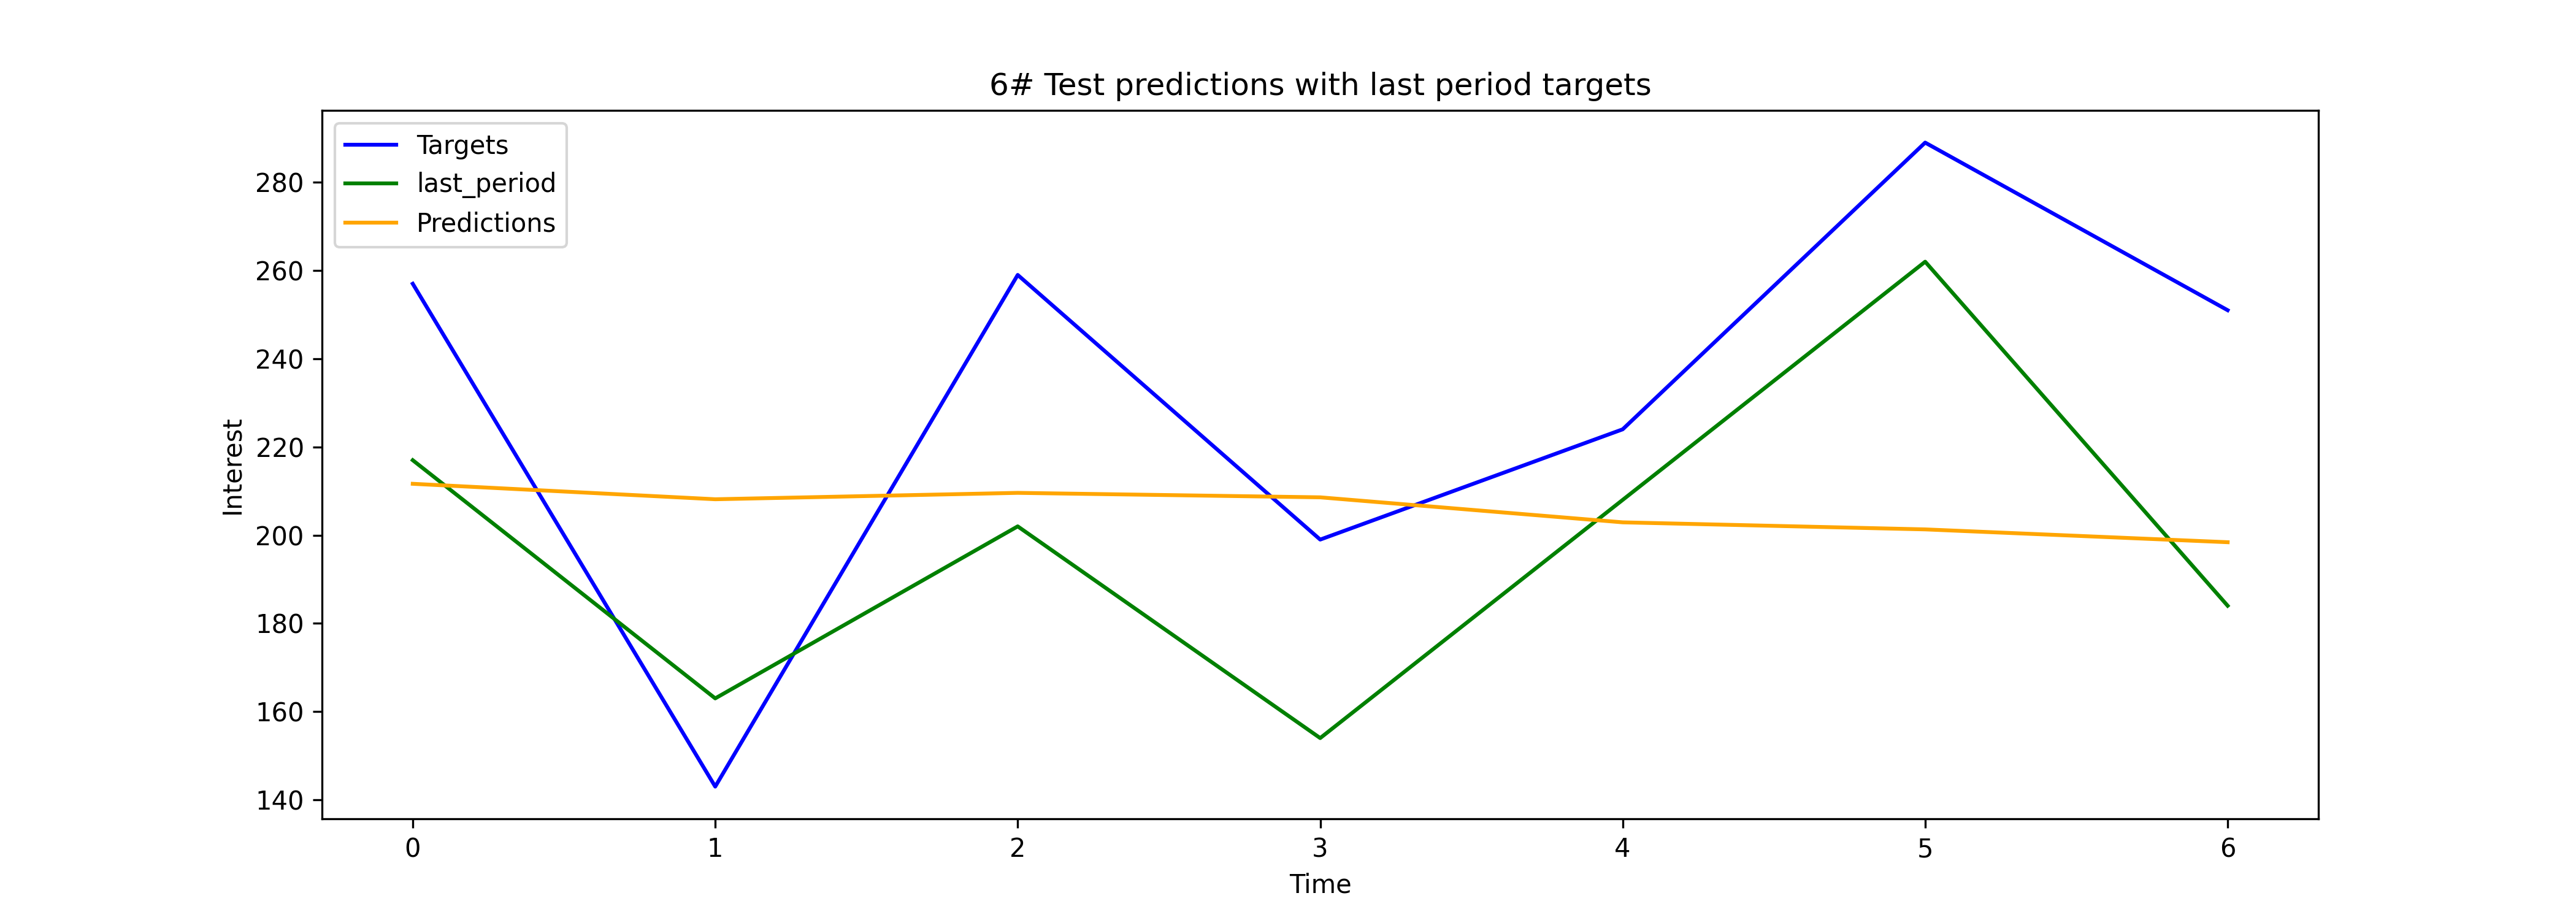 6# Test predictions with last period targets
Targets
last_period
Predictions
280
260
240
220
200
180
160
140
Interest
0 1 2 3 4 5 6
Time